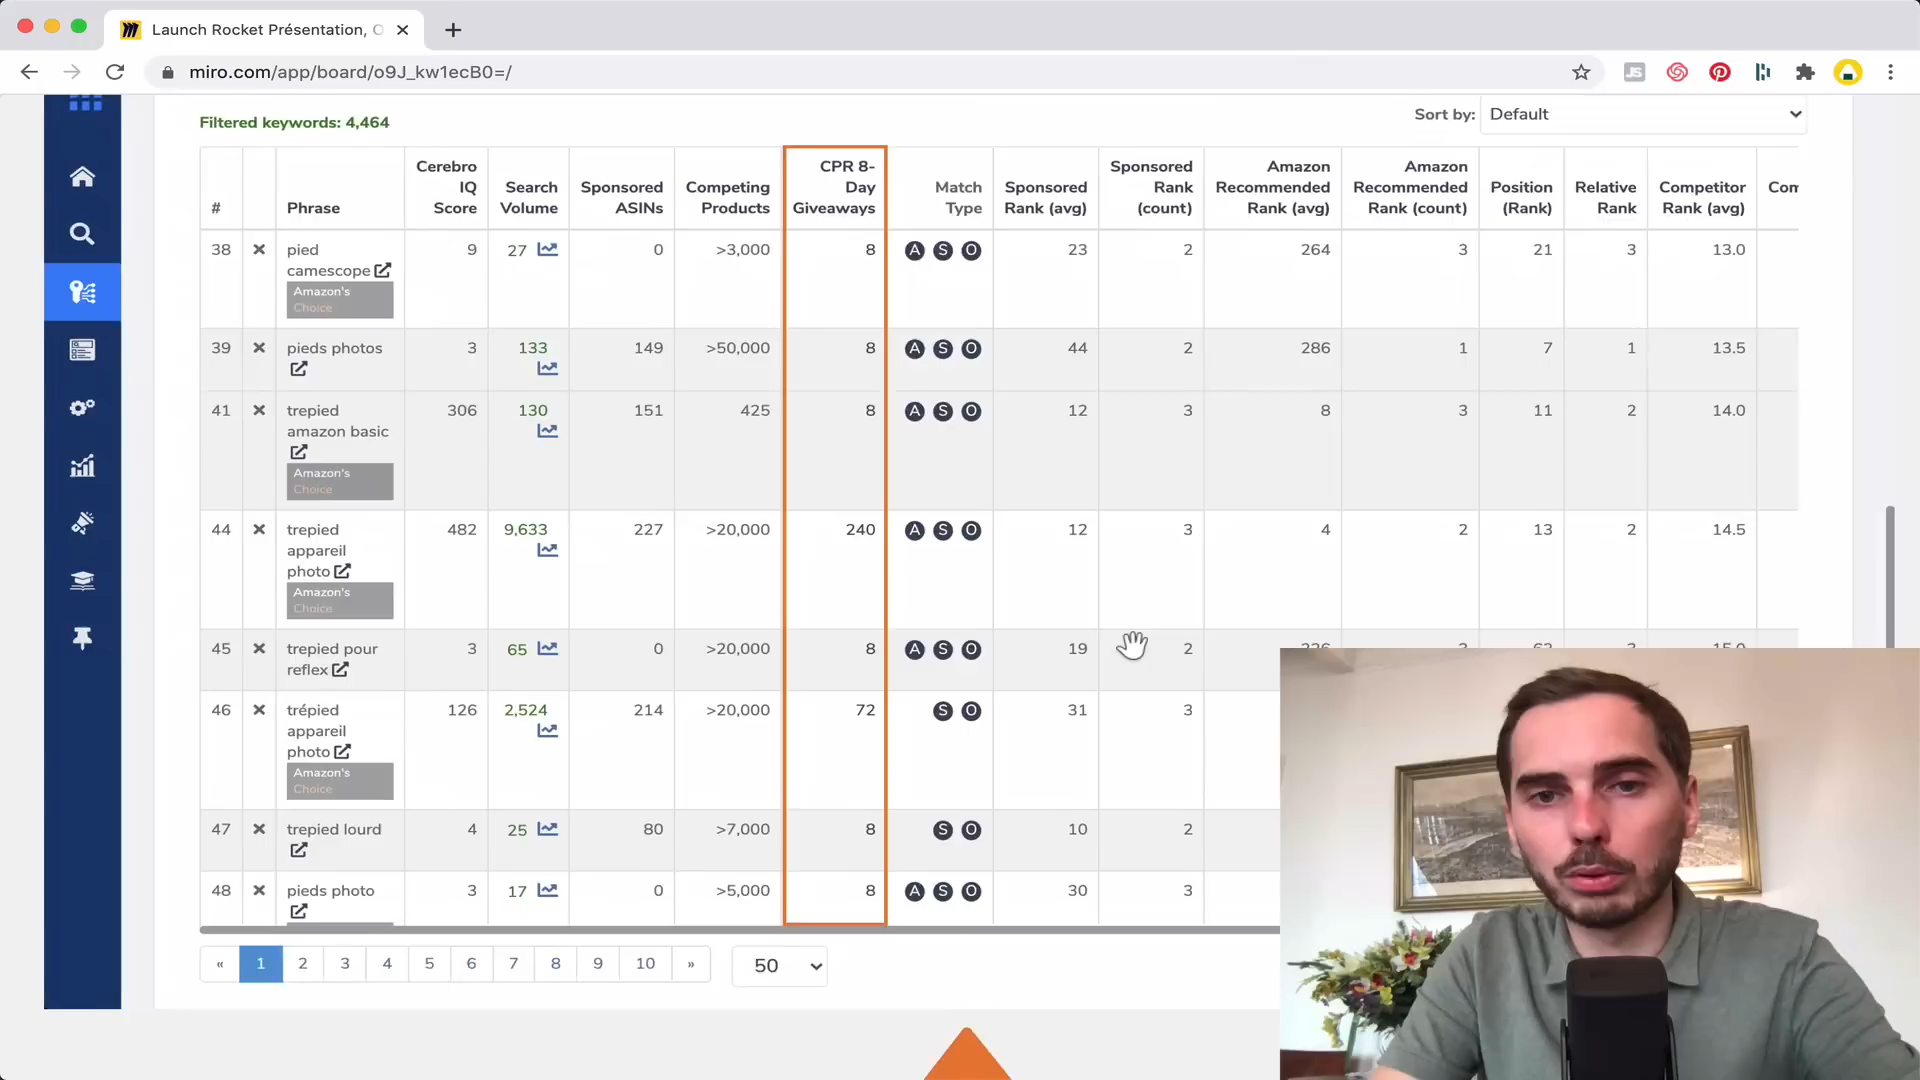 Launch Rocket Présentation, O
miro.com/app/board/o9J_kw1ecB0=/
Filtered keywords: 4,464
Sort by: Default
# Phrase Cerebro IQ Score Search Volume Sponsored ASINs Competing Products CPR 8-Day Giveaways Match Type Sponsored Rank (avg) Sponsored Rank (count) Amazon Recommended Rank (avg) Amazon Recommended Rank (count) Position (Rank) Relative Rank Competitor Rank (avg) Com
38 pied camescope 9 27 0 >3,000 8 A S O 23 2 264 3 21 3 13.0
Amazon's Choice
39 pieds photos 3 133 149 >50,000 8 A S O 44 2 286 1 7 1 13.5
41 trepied amazon basic 306 130 151 425 8 A S O 12 3 8 3 11 2 14.0
Amazon's Choice
44 trepied appareil photo 482 9,633 227 >20,000 240 A S O 12 3 4 2 13 2 14.5
Amazon's Choice
45 trepied pour reflex 3 65 0 >20,000 8 A S O 19 2
46 trépied appareil photo 126 2,524 214 >20,000 72 S O 31 3
Amazon's Choice
47 trepied lourd 4 25 80 >7,000 8 S O 10 2
48 pieds photo 3 17 0 >5,000 8 A S O 30 3
« 1 2 3 4 5 6 7 8 9 10 » 50